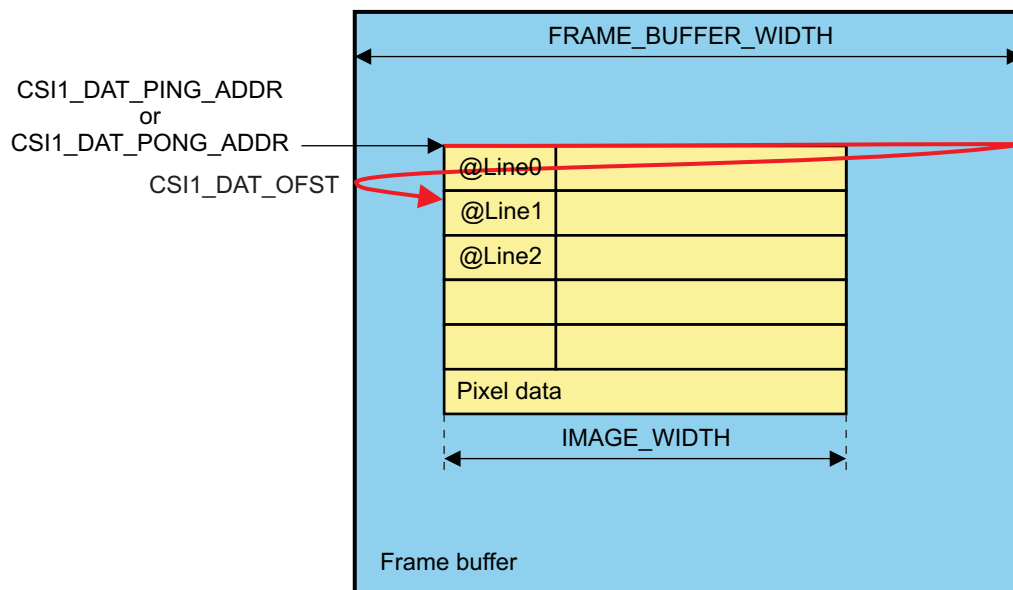 FRAME_BUFFER_WIDTH
CSI1_DAT_PING_ADDR
or
CSI1_DAT_PONG_ADDR
CSI1_DAT_OFST
@Line0
@Line1
@Line2
Pixel data
IMAGE_WIDTH
Frame buffer